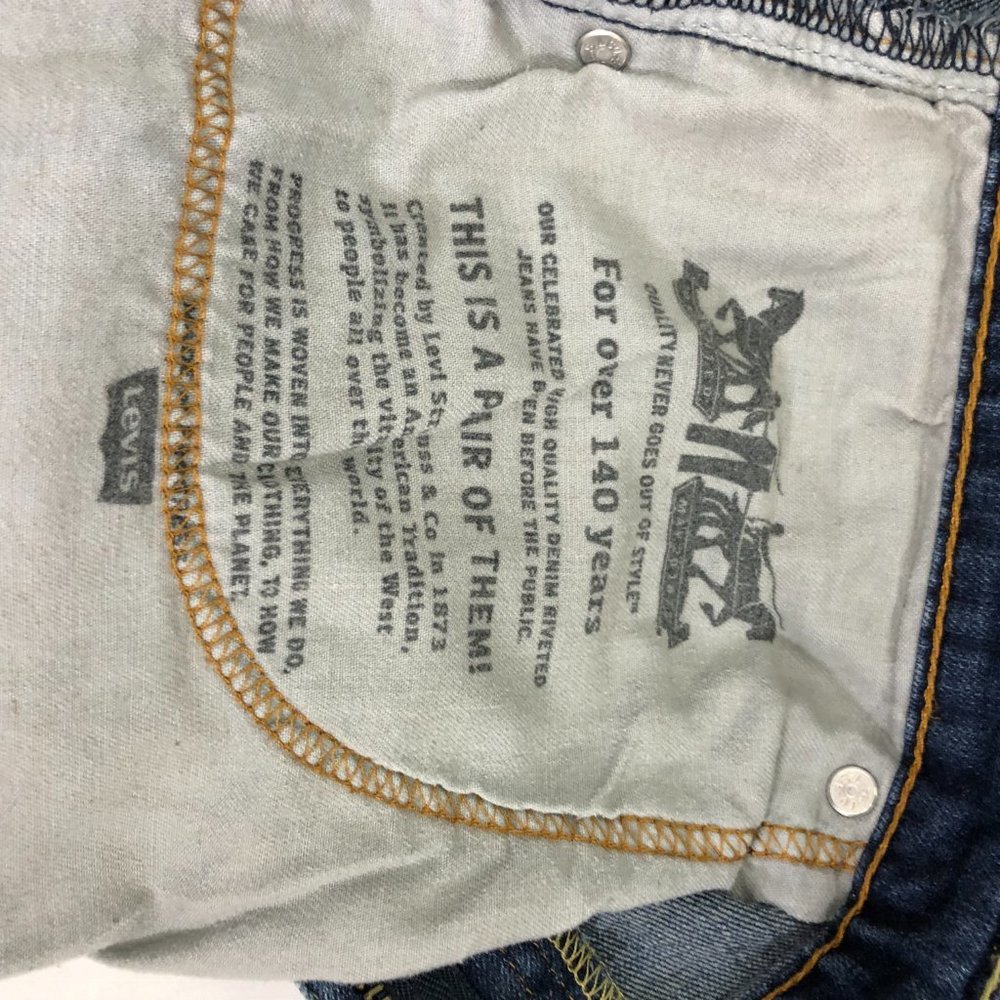 QUALITY NEVER GOES OUT OF STYLE™
For over 140 years
OUR CELEBRATED HIGH QUALITY DENIM RIVETED
JEANS HAVE BEEN BEFORE THE PUBLIC.
THIS IS A PAIR OF THEM!
Created by Levi Strauss & Co in 1873
it has become an American Tradition,
symbolizing the vitality of the West
to people all over the world.
PROGRESS IS WOVEN INTO EVERYTHING WE DO,
FROM HOW WE MAKE OUR CLOTHING, TO HOW
WE CARE FOR PEOPLE AND THE PLANET.
Levi's